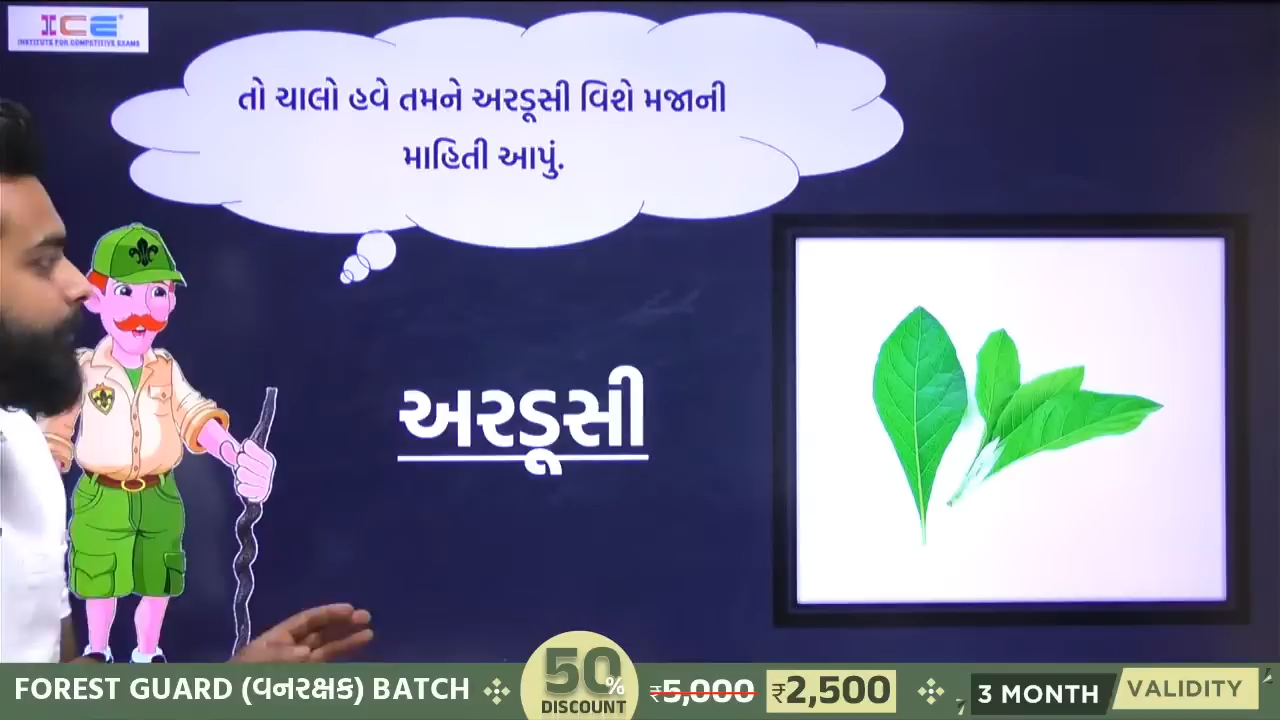 ICE
INSTITUTE FOR COMPETITIVE EXAMS
તો ચાલો હવે તમને અરડૂસી વિશે મજાની
માહિતી આપું.
અરડૂસી
FOREST GUARD (વનરક્ષક) BATCH
50%
DISCOUNT
₹5,000
₹2,500
3 MONTH
VALIDITY